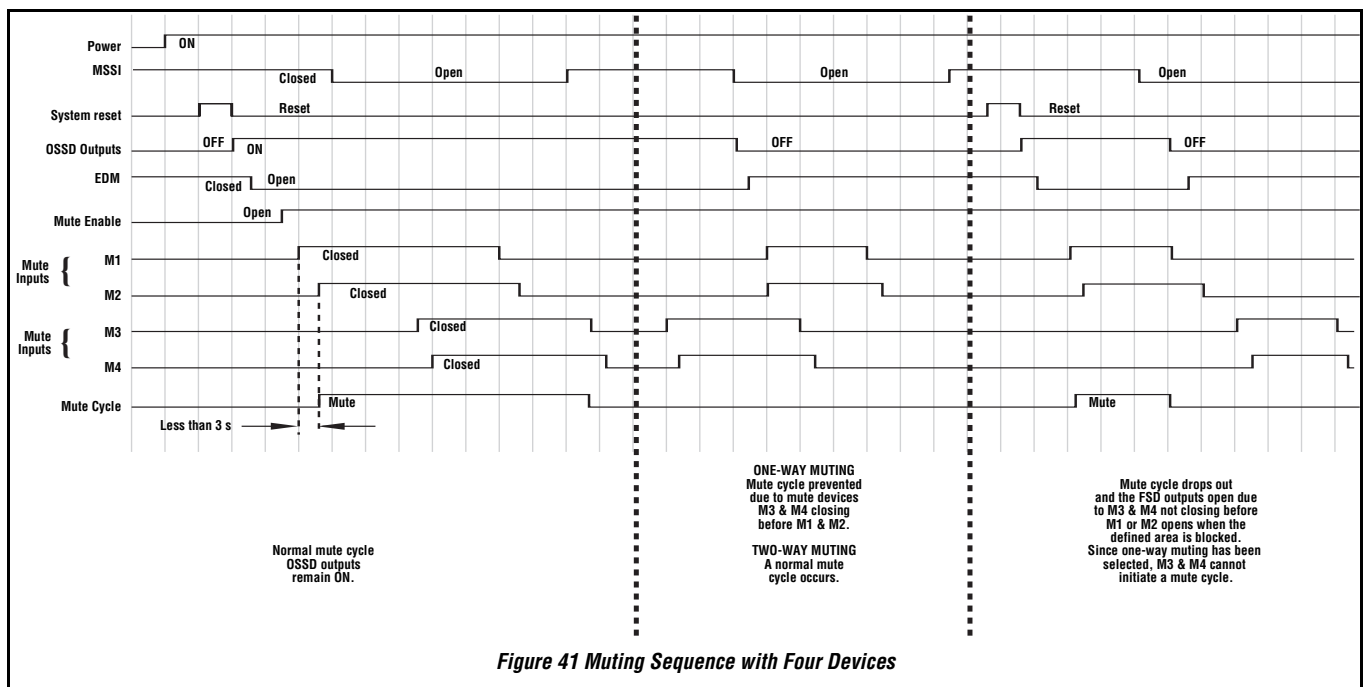 Power
ON
MSSI
Closed
Open
Open
Open
System reset
Reset
Reset
OSSD Outputs
OFF
ON
OFF
OFF
EDM
Closed
Open
Mute Enable
Open
Mute
Inputs
{
M1
Closed
M2
Closed
Mute
Inputs
{
M3
Closed
M4
Closed
Mute Cycle
Mute
Mute
Less than 3 s
Normal mute cycle
OSSD outputs
remain ON.
ONE-WAY MUTING
Mute cycle prevented
due to mute devices
M3 & M4 closing
before M1 & M2.
TWO-WAY MUTING
A normal mute
cycle occurs.
Mute cycle drops out
and the FSD outputs open due
to M3 & M4 not closing before
M1 or M2 opens when the
defined area is blocked.
Since one-way muting has been
selected, M3 & M4 cannot
initiate a mute cycle.
Figure 41 Muting Sequence with Four Devices